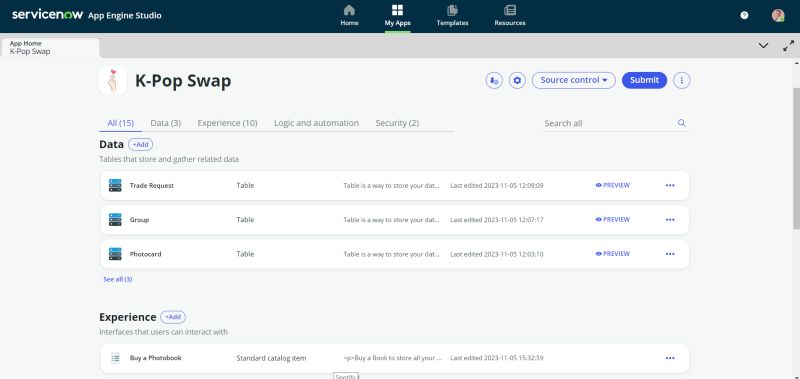 servicenow App Engine Studio
Home
My Apps
Templates
Resources
?
App Home
K-Pop Swap
K-Pop Swap
Source control
Submit
All (15) Data (3) Experience (10) Logic and automation Security (2)
Search all
Data +Add
Tables that store and gather related data
Trade Request Table Table is a way to store your dat... Last edited 2023-11-05 12:09:09 PREVIEW
Group Table Table is a way to store your dat... Last edited 2023-11-05 12:07:17 PREVIEW
Photocard Table Table is a way to store your dat... Last edited 2023-11-05 12:03:10 PREVIEW
See all (3)
Experience +Add
Interfaces that users can interact with
Buy a Photobook Standard catalog item <p>Buy a Book to store all your ... Last edited 2023-11-05 15:32:59
Spotify